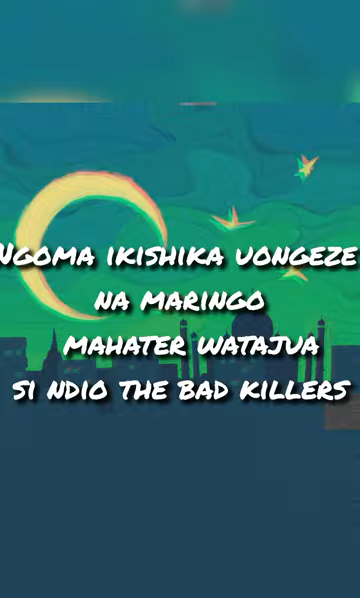 Ngoma ikishika uongeze
na maringo
mahater watajua
si ndio the bad killers